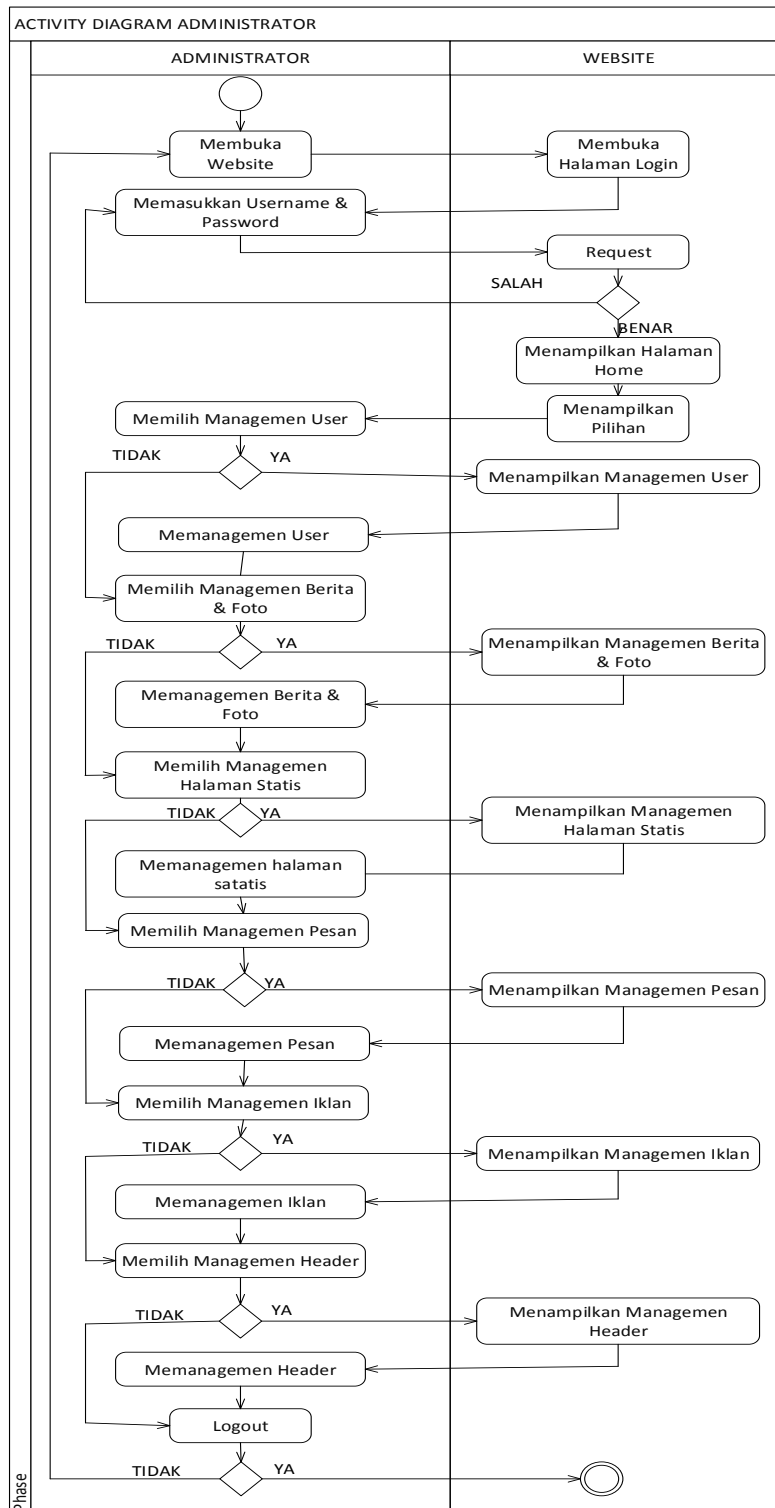 ACTIVITY DIAGRAM ADMINISTRATOR
ADMINISTRATOR
WEBSITE
Membuka
Website
Membuka
Halaman Login
Memasukkan Username &
Password
Request
SALAH
BENAR
Menampilkan Halaman
Home
Menampilkan
Pilihan
Memilih Managemen User
TIDAK
YA
Menampilkan Managemen User
Memanagemen User
Memilih Managemen Berita
& Foto
TIDAK
YA
Menampilkan Managemen Berita
& Foto
Memanagemen Berita &
Foto
Memilih Managemen
Halaman Statis
TIDAK
YA
Menampilkan Managemen
Halaman Statis
Memanagemen halaman
satatis
Memilih Managemen Pesan
TIDAK
YA
Menampilkan Managemen Pesan
Memanagemen Pesan
Memilih Managemen Iklan
TIDAK
YA
Menampilkan Managemen Iklan
Memanagemen Iklan
Memilih Managemen Header
TIDAK
YA
Menampilkan Managemen
Header
Memanagemen Header
Logout
TIDAK
YA
Phase